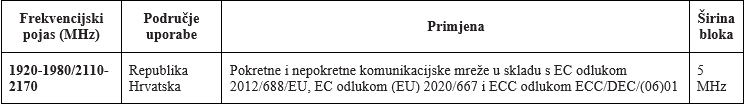 Frekvencijski pojas (MHz) Područje uporabe Primjena Širina bloka
1920-1980/2110-2170 Republika Hrvatska Pokretne i nepokretne komunikacijske mreže u skladu s EC odlukom 2012/688/EU, EC odlukom (EU) 2020/667 i ECC odlukom ECC/DEC/(06)01 5 MHz